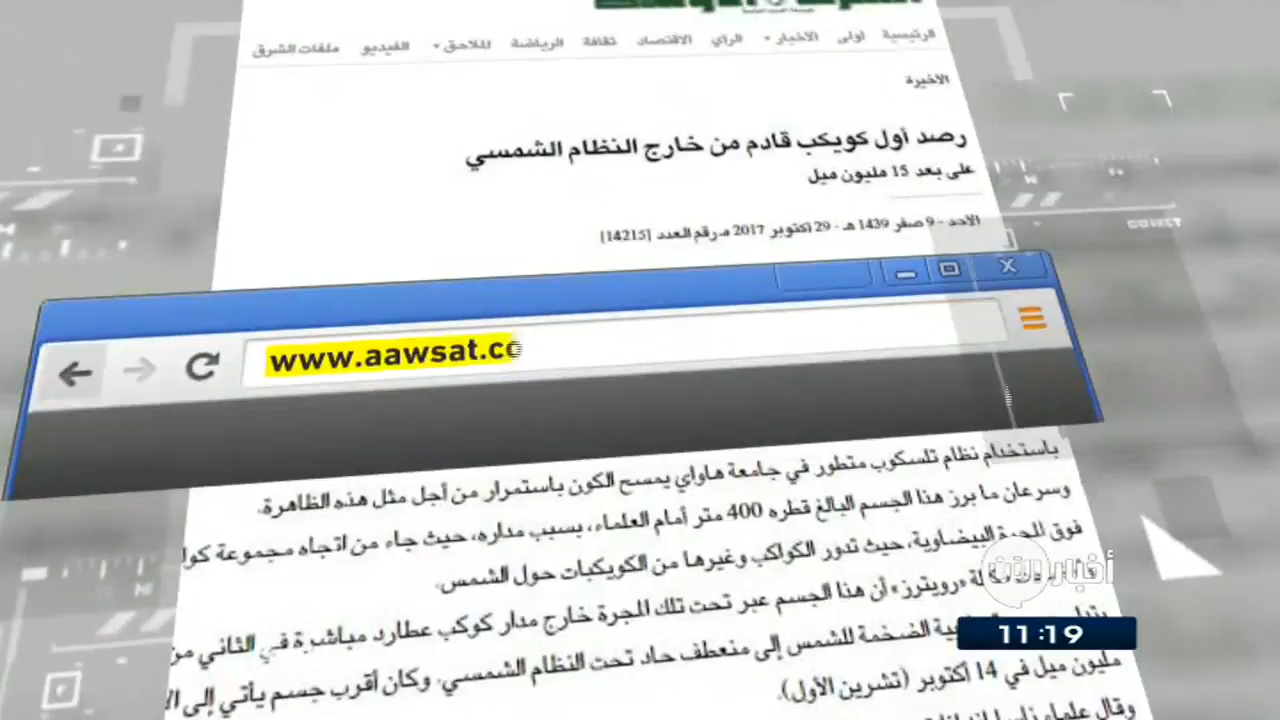 الرئيسية أولى الأخبار الرأي الاقتصاد ثقافة الرياضة الملاحق الفيديو ملفات الشرق
الأخيرة
رصد أول كويكب قادم من خارج النظام الشمسي
على بعد 15 مليون ميل
الأحد - 9 صفر 1439 هـ - 29 أكتوبر 2017 مـ رقم العدد [14215]
www.aawsat.co
باستخدام نظام تلسكوب متطور في جامعة هاواي يمسح الكون باستمرار من أجل مثل هذه الظاهرة.
وسرعان ما برز هذا الجسم البالغ قطره 400 متر أمام العلماء، بسبب مداره، حيث جاء من اتجاه مجموعة
فوق المجرة البيضاوية، حيث تدور الكواكب وغيرها من الكويكبات حول الشمس.
«رويترز» أن هذا الجسم عبر تحت تلك المجرة خارج مدار كوكب عطارد مباشرة في الثاني من
الضخمة للشمس إلى منعطف حاد تحت النظام الشمسي. وكان أقرب جسم يأتي إلى
مليون ميل في 14 أكتوبر (تشرين الأول).
وقال علماء
أخبار الآن
11:19